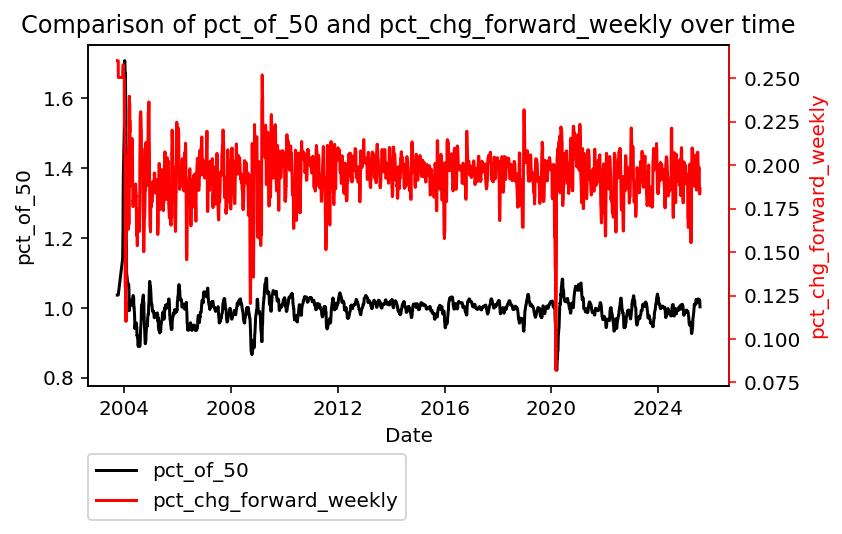 Comparison of pct_of_50 and pct_chg_forward_weekly over time
pct_of_50
1.6
1.4
1.2
1.0
0.8
0.250
0.225
0.200
0.175
0.150
0.125
0.100
0.075
pct_chg_forward_weekly
2004 2008 2012 2016 2020 2024
Date
pct_of_50
pct_chg_forward_weekly